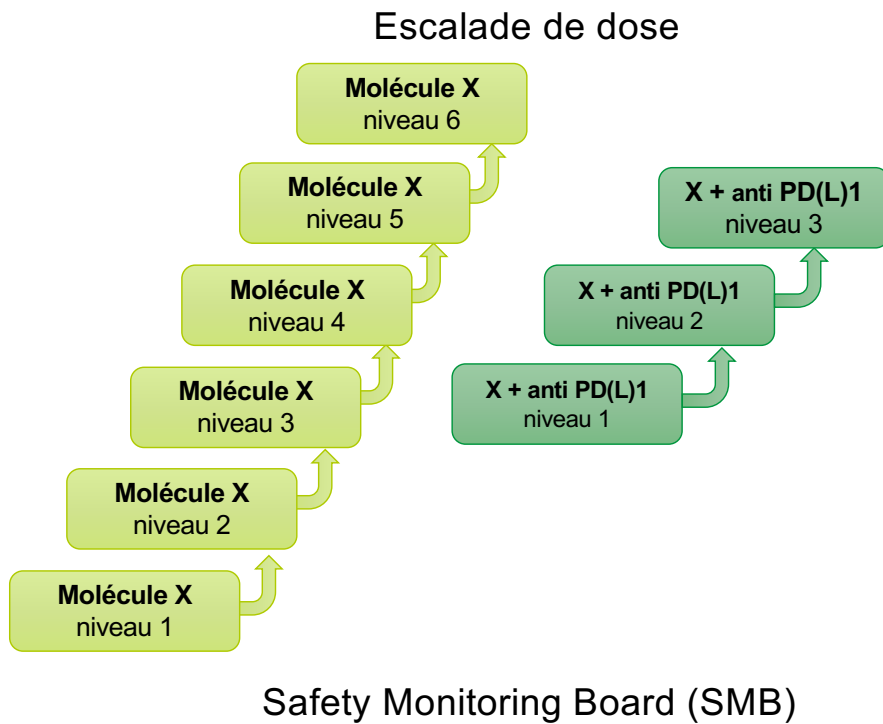 Escalade de dose
Molécule X
niveau 6
Molécule X
niveau 5
X + anti PD(L)1
niveau 3
Molécule X
niveau 4
X + anti PD(L)1
niveau 2
Molécule X
niveau 3
X + anti PD(L)1
niveau 1
Molécule X
niveau 2
Molécule X
niveau 1
Safety Monitoring Board (SMB)